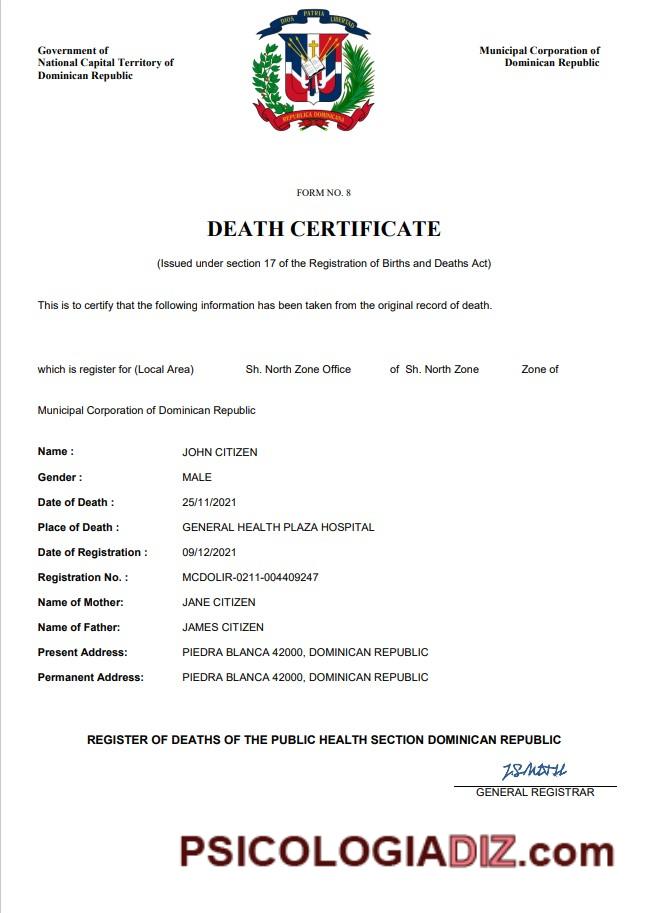 DIOS PATRIA LIBERTAD
Government of
National Capital Territory of
Dominican Republic
Municipal Corporation of
Dominican Republic
REPUBLICA DOMINICANA
FORM NO. 8
DEATH CERTIFICATE
(Issued under section 17 of the Registration of Births and Deaths Act)
This is to certify that the following information has been taken from the original record of death.
which is register for (Local Area) Sh. North Zone Office of Sh. North Zone Zone of
Municipal Corporation of Dominican Republic
Name : JOHN CITIZEN
Gender : MALE
Date of Death : 25/11/2021
Place of Death : GENERAL HEALTH PLAZA HOSPITAL
Date of Registration : 09/12/2021
Registration No. : MCDOLIR-0211-004409247
Name of Mother: JANE CITIZEN
Name of Father: JAMES CITIZEN
Present Address: PIEDRA BLANCA 42000, DOMINICAN REPUBLIC
Permanent Address: PIEDRA BLANCA 42000, DOMINICAN REPUBLIC
REGISTER OF DEATHS OF THE PUBLIC HEALTH SECTION DOMINICAN REPUBLIC
GENERAL REGISTRAR
PSICOLOGIADIZ.com